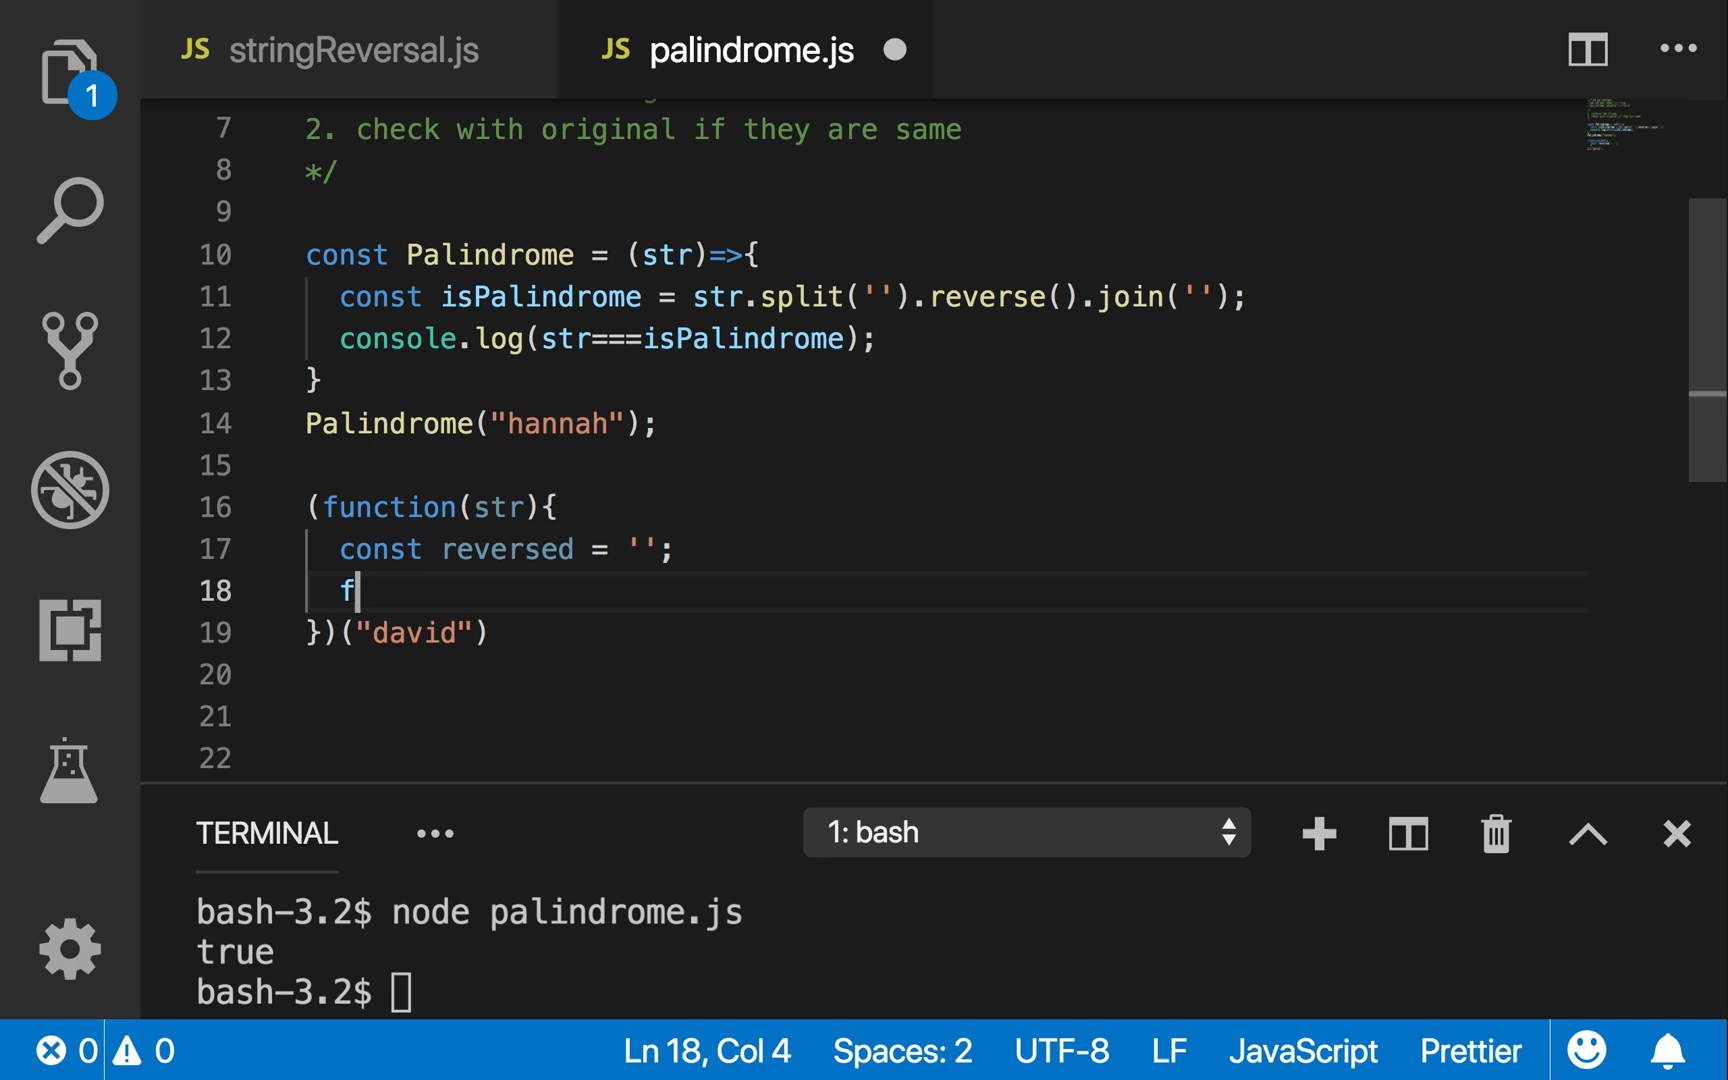 JS stringReversal.js JS palindrome.js
1
7 2. check with original if they are same
8 */
9
10 const Palindrome = (str)=>{
11 const isPalindrome = str.split('').reverse().join('');
12 console.log(str===isPalindrome);
13 }
14 Palindrome("hannah");
15
16 (function(str){
17 const reversed = '';
18 f
19 })("david")
20
21
22
TERMINAL ••• 1: bash
bash-3.2$ node palindrome.js
true
bash-3.2$
0 0 Ln 18, Col 4 Spaces: 2 UTF-8 LF JavaScript Prettier